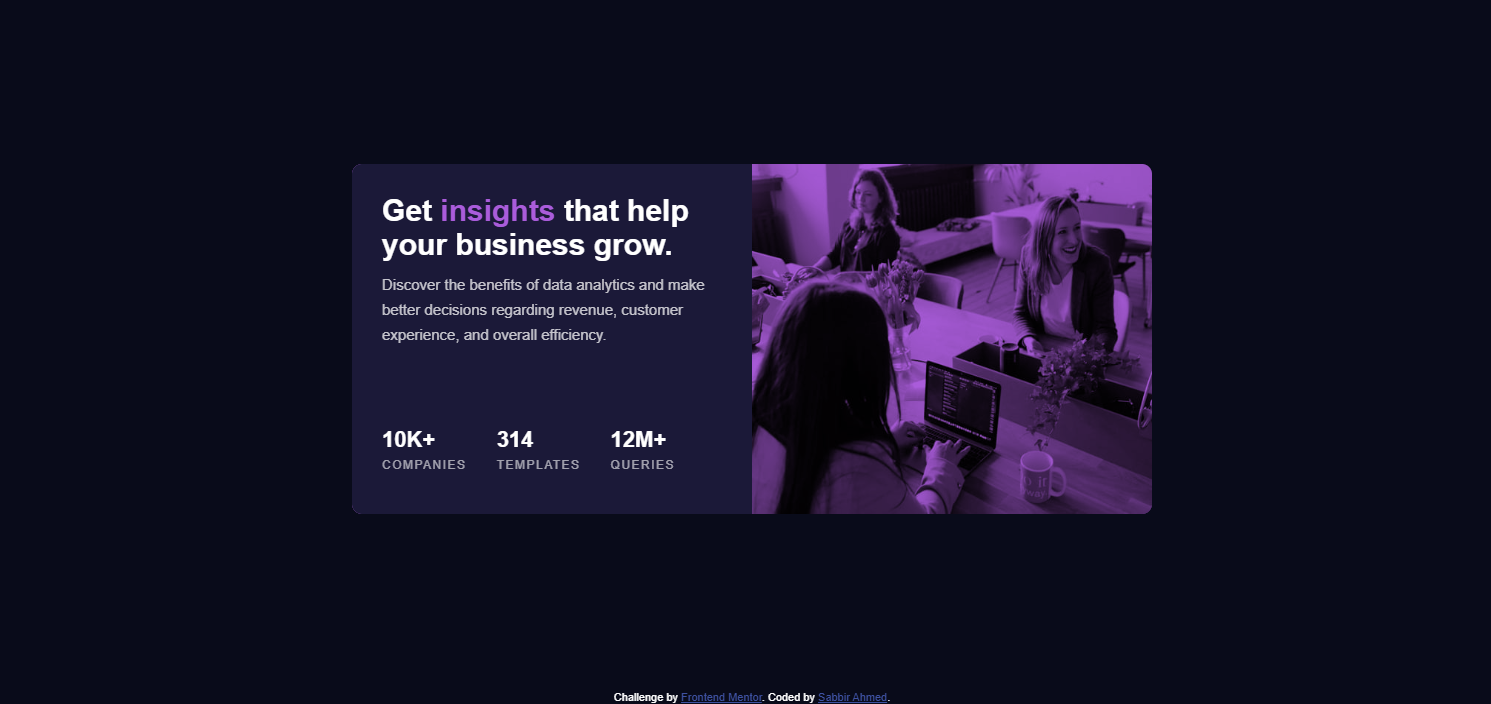 Get insights that help
your business grow.
Discover the benefits of data analytics and make
better decisions regarding revenue, customer
experience, and overall efficiency.
10K+ 314 12M+
COMPANIES TEMPLATES QUERIES
Challenge by Frontend Mentor. Coded by Sabbir Ahmed.